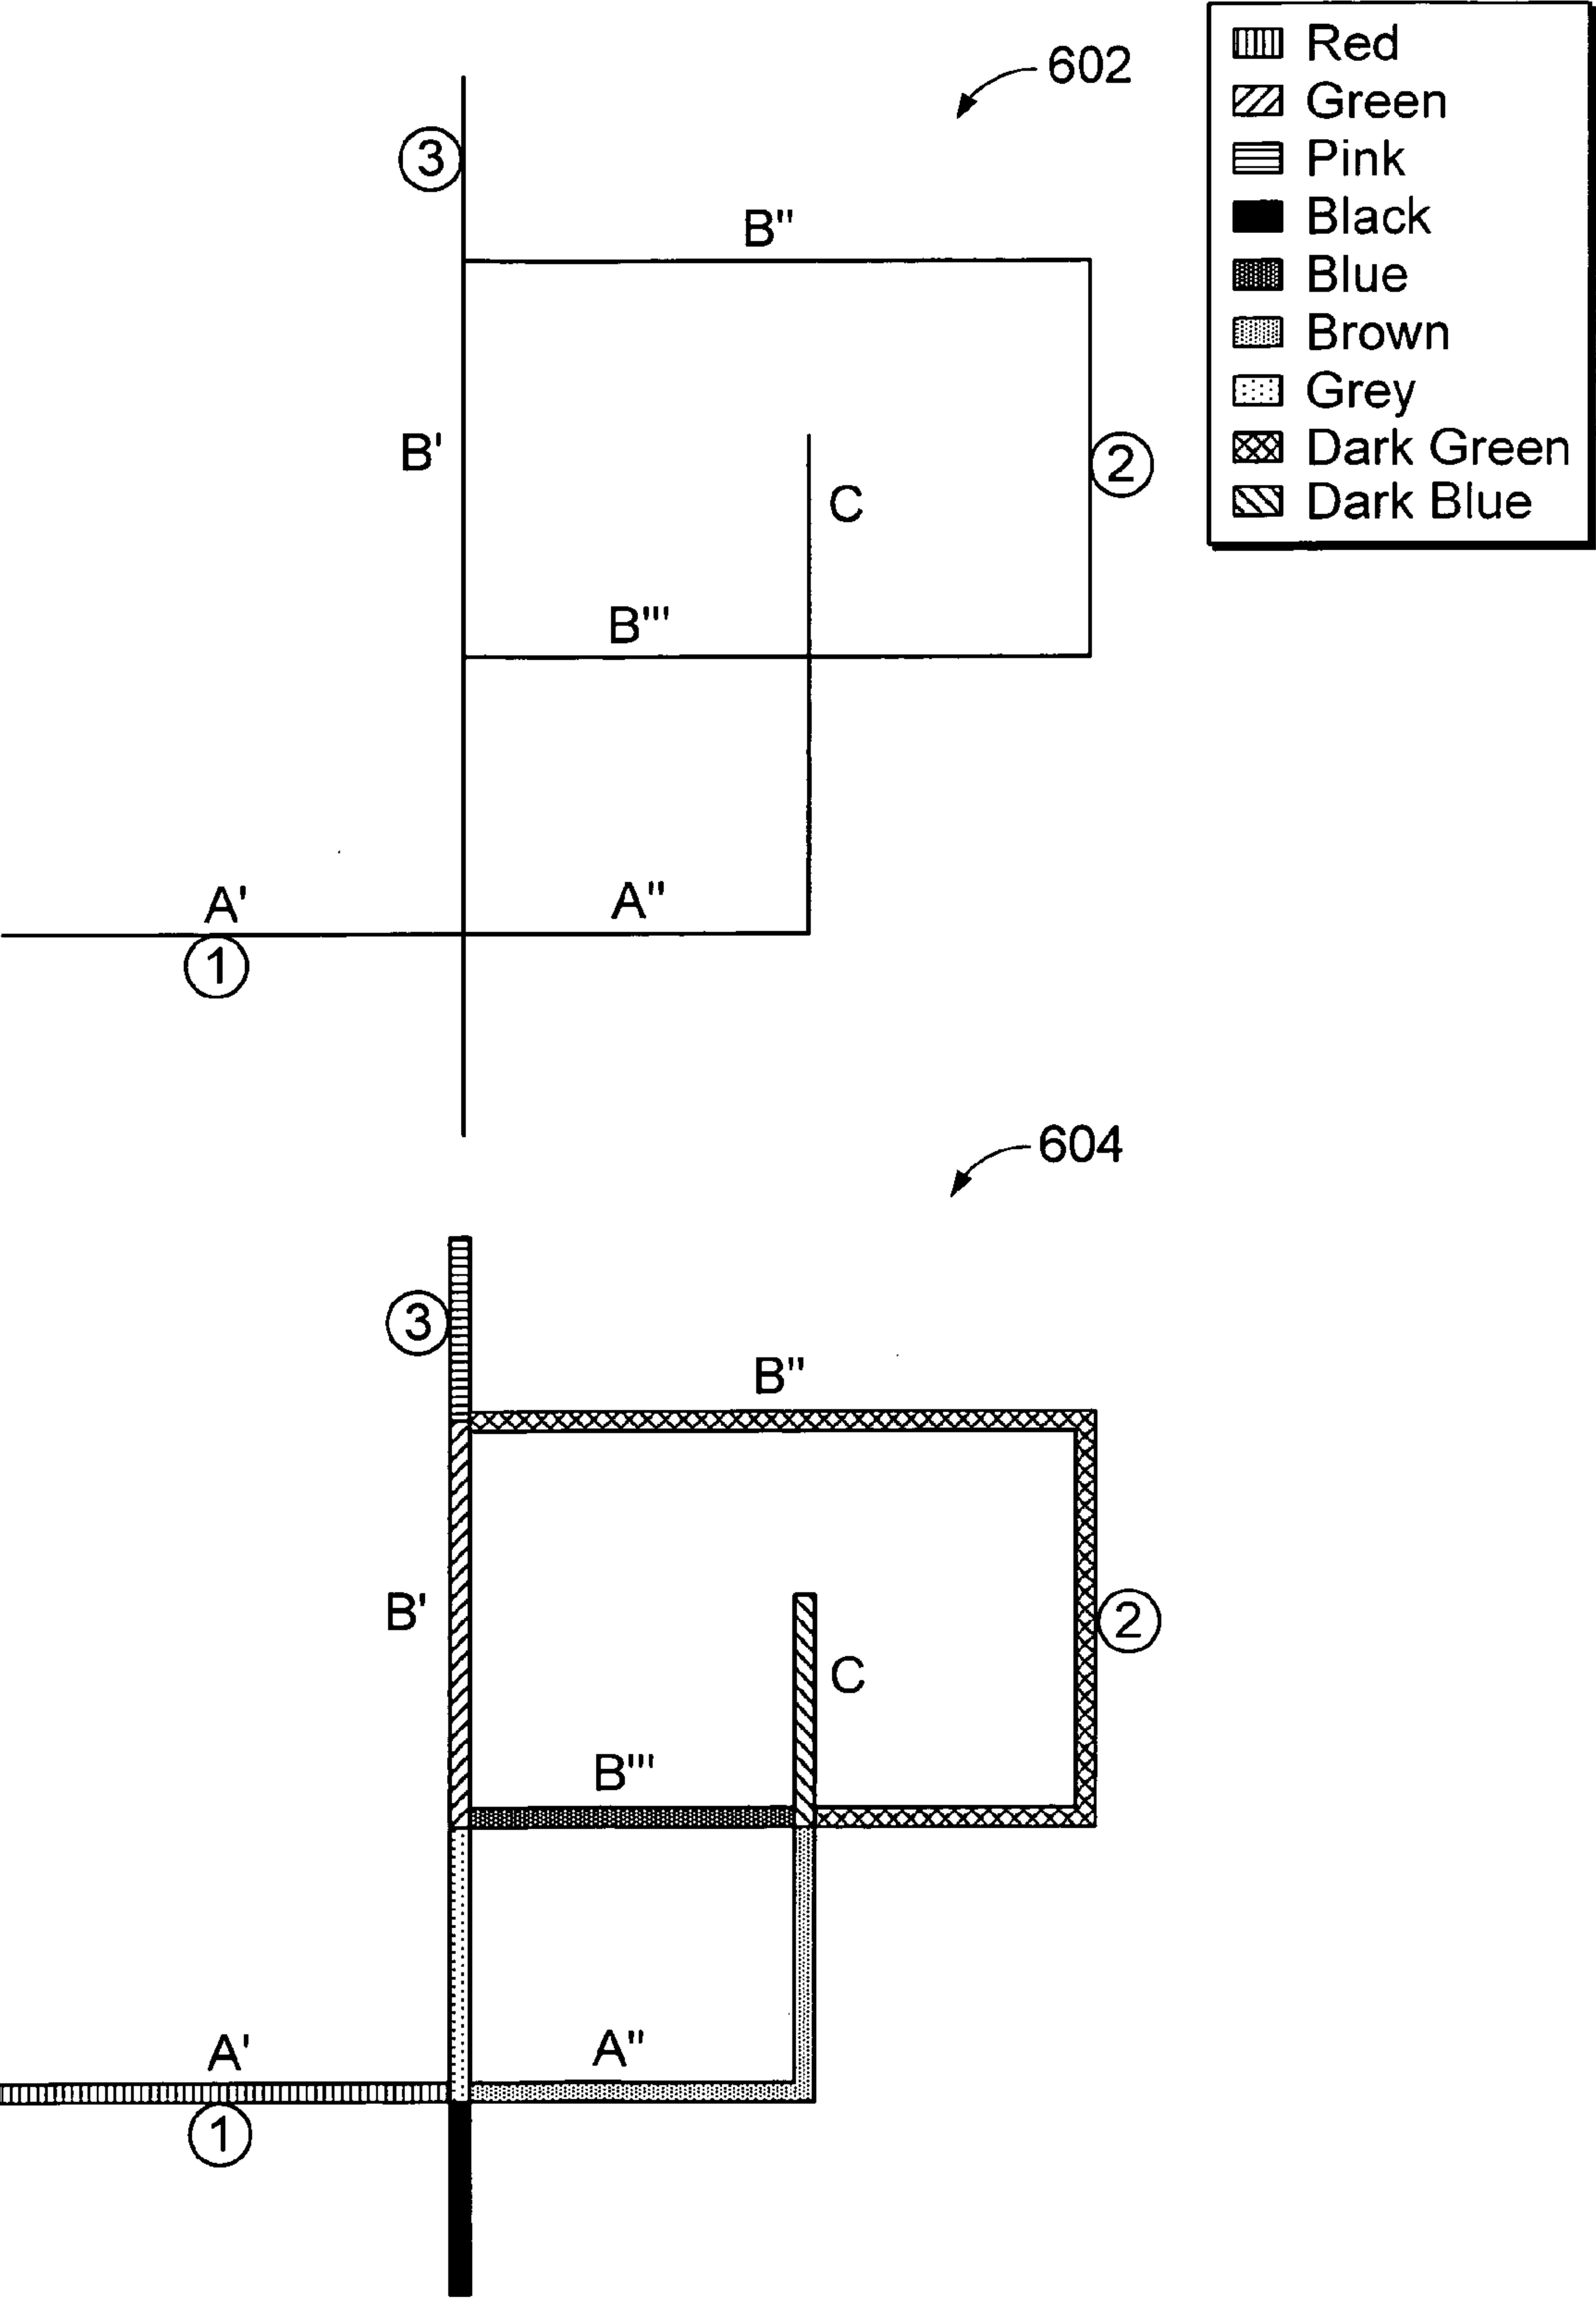 602
Red
Green
Pink
Black
Blue
Brown
Grey
Dark Green
Dark Blue
3
B"
B'
C
2
B"'
A'
A"
1
604
3
B"
B'
2
C
B"'
A'
A"
1